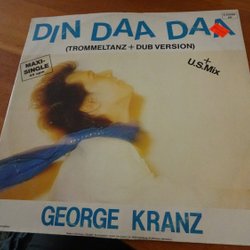 DIN DAA DAA
(TROMMELTANZ + DUB VERSION)
+
U.S. Mix
MAXI-
SINGLE
GEORGE KRANZ